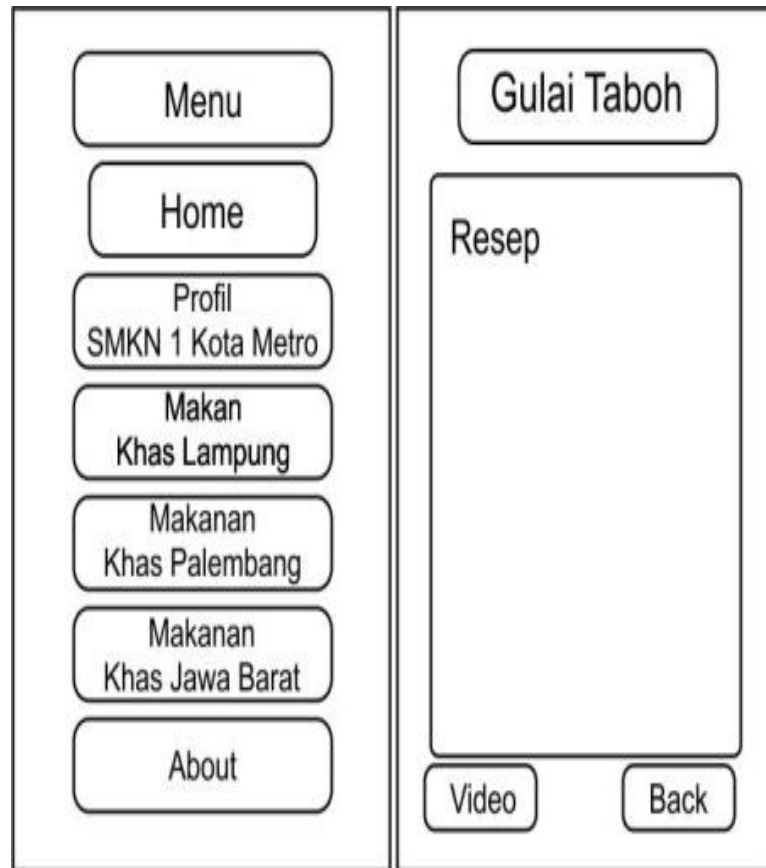 Menu
Home
Profil
SMKN 1 Kota Metro
Makan
Khas Lampung
Makanan
Khas Palembang
Makanan
Khas Jawa Barat
About
Gulai Taboh
Resep
Video
Back